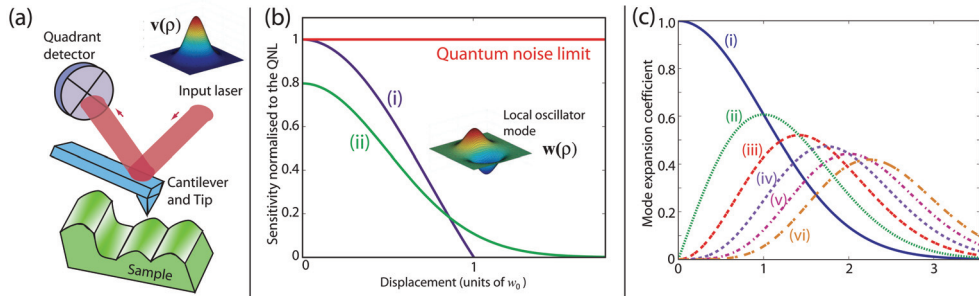 (a)
Quadrant
detector
v(ρ)
Input laser
Cantilever
and Tip
Sample
(b)
Sensitivity normalised to the QNL
1
0.8
0.6
0.4
0.2
0
0
1
Quantum noise limit
(i)
(ii)
Local oscillator
mode
w(ρ)
Displacement (units of w₀)
(c)
Mode expansion coefficient
1.0
0.8
0.6
0.4
0.2
0
0
1
2
3
(i)
(ii)
(iii)
(iv)
(v)
(vi)